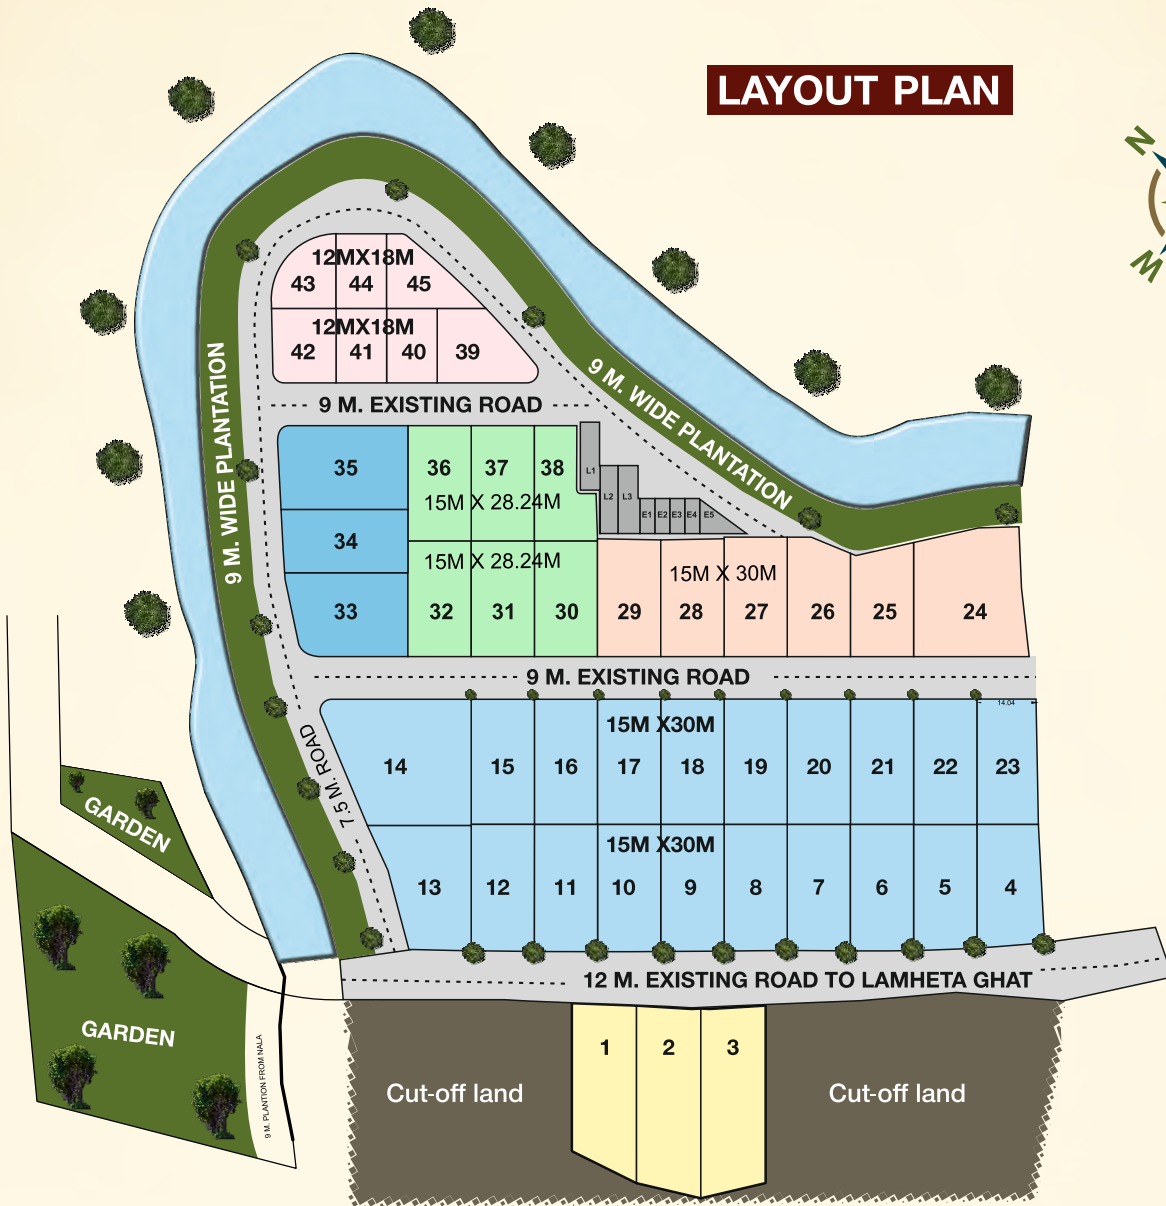 LAYOUT PLAN
N
W
12MX18M
43 44 45
12MX18M
42 41 40 39
9 M. EXISTING ROAD
9 M. WIDE PLANTATION
9 M. WIDE PLANTATION
35 36 37 38
15M X 28.24M
L1
L2 L3
E1 E2 E3 E4 E5
34
15M X 28.24M
15M X 30M
33 32 31 30 29 28 27 26 25 24
9 M. EXISTING ROAD
14.04
15M X30M
14 15 16 17 18 19 20 21 22 23
7.5 M. ROAD
15M X30M
13 12 11 10 9 8 7 6 5 4
GARDEN
12 M. EXISTING ROAD TO LAMHETA GHAT
GARDEN
9 M. PLANTION FROM NALA
1 2 3
Cut-off land
Cut-off land